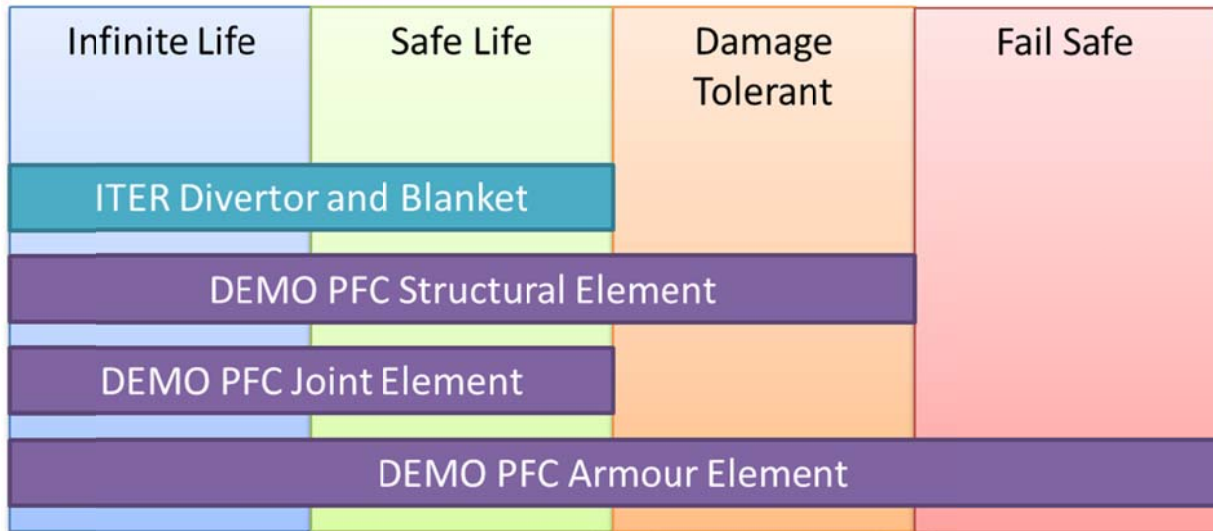 Infinite Life
Safe Life
Damage
Tolerant
Fail Safe
ITER Divertor and Blanket
DEMO PFC Structural Element
DEMO PFC Joint Element
DEMO PFC Armour Element